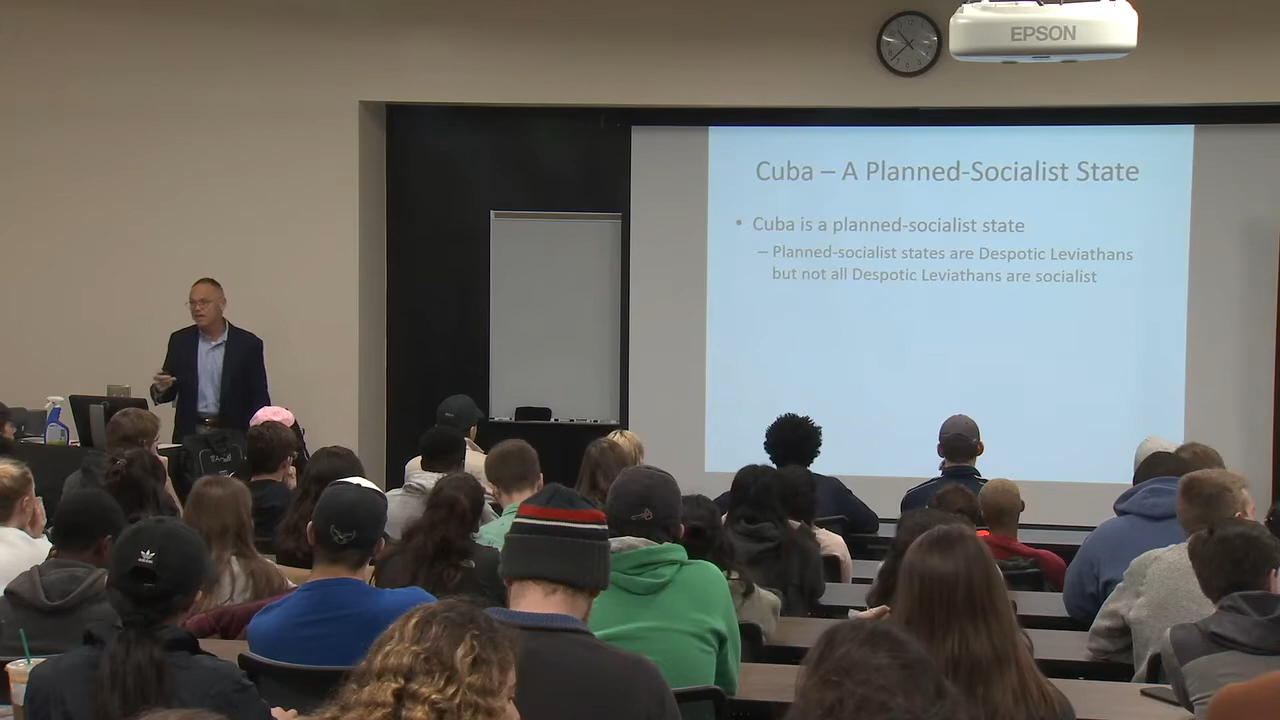 EPSON
Cuba – A Planned-Socialist State
• Cuba is a planned-socialist state
– Planned-socialist states are Despotic Leviathans
but not all Despotic Leviathans are socialist